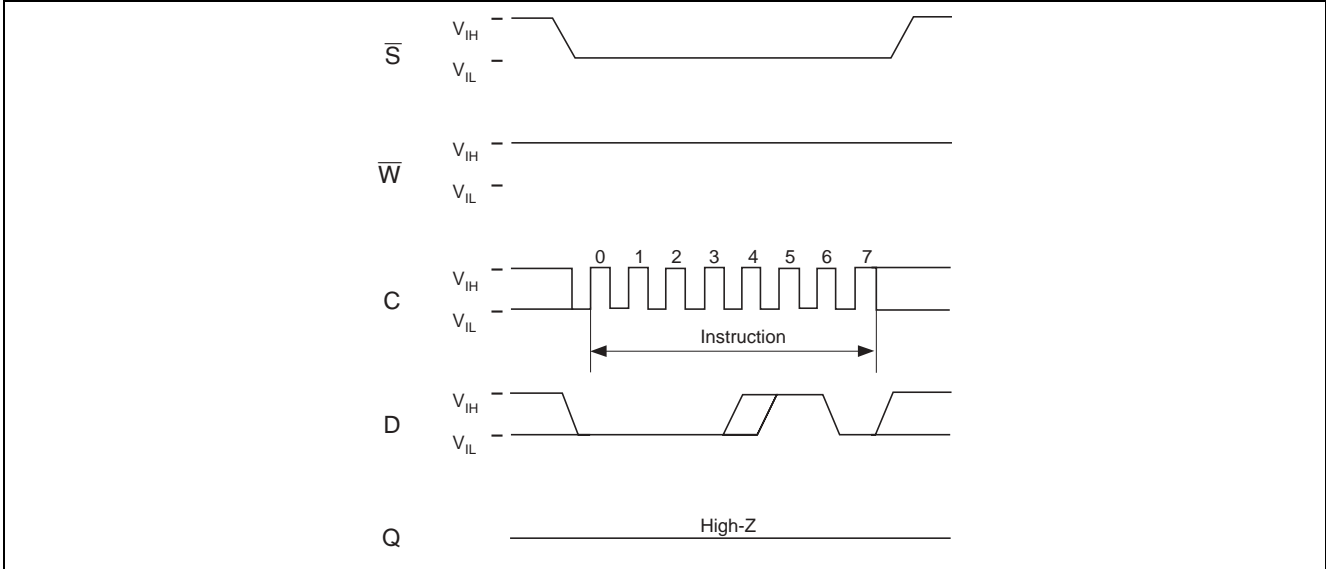 V_IH
S̅
V_IL
V_IH
W̅
V_IL
0 1 2 3 4 5 6 7
V_IH
C
V_IL
Instruction
V_IH
D
V_IL
High-Z
Q